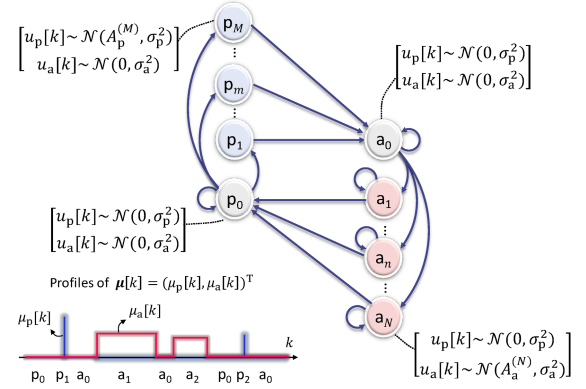 [u_p[k]~ 𝒩(A_p^(M), σ_p^2)
u_a[k]~ 𝒩(0, σ_a^2)]
p_M
⋮
p_m
⋮
p_1
p_0
[u_p[k]~ 𝒩(0, σ_p^2)
u_a[k]~ 𝒩(0, σ_a^2)]
a_0
a_1
⋮
a_n
⋮
a_N
[u_p[k]~ 𝒩(0, σ_p^2)
u_a[k]~ 𝒩(0, σ_a^2)]
[u_p[k]~ 𝒩(0, σ_p^2)
u_a[k]~ 𝒩(A_a^(N), σ_a^2)]
Profiles of 𝝁[k] = (μ_p[k], μ_a[k])^T
μ_p[k]
μ_a[k]
k
p_0 p_1 a_0 a_1 a_0 a_2 p_0 p_2 a_0